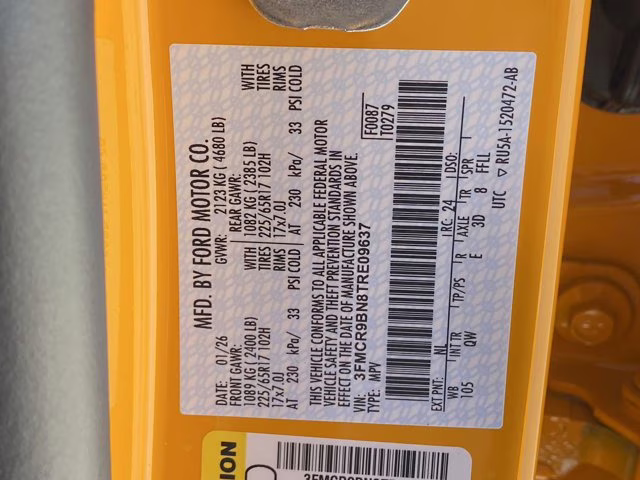 MFD. BY FORD MOTOR CO.
DATE: 01/26 GVWR: 2123 KG ( 4680 LB)
FRONT GAWR: REAR GAWR:
1089 KG ( 2400 LB) WITH 1082 KG ( 2385 LB) WITH
225/65R17 102H TIRES 225/65R17 102H TIRES
17x7.0J RIMS 17x7.0J RIMS
AT 230 kPa/ 33 PSI COLD AT 230 kPa/ 33 PSI COLD
THIS VEHICLE CONFORMS TO ALL APPLICABLE FEDERAL MOTOR
VEHICLE SAFETY AND THEFT PREVENTION STANDARDS IN
EFFECT ON THE DATE OF MANUFACTURE SHOWN ABOVE.
VIN: 3FMCR9BN8TRE09637
TYPE: MPV
F0087
T0279
EXT PNT: NL RC: 24 DSO:
WB INT TR TP/PS R AXLE TR SPR
105 QW E 3D 8 FFLL
UTC ▽ RU5A-1520472-AB
ION